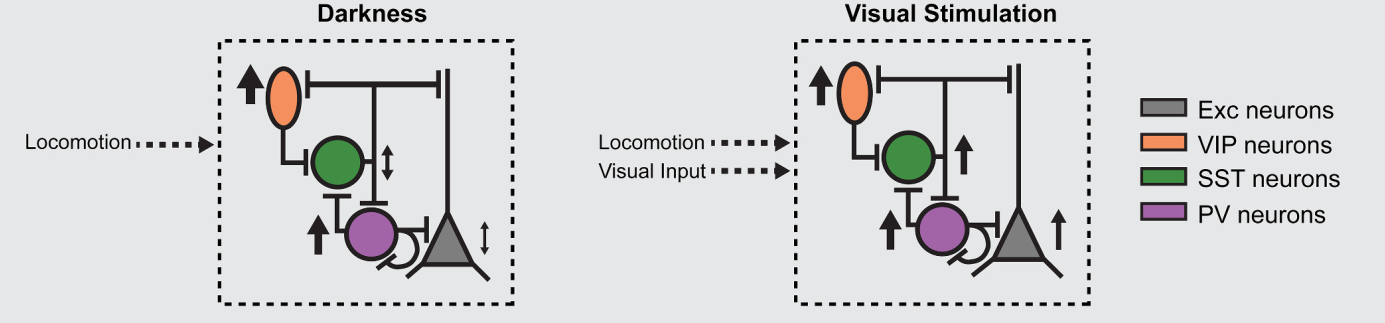 Darkness
Visual Stimulation
Locomotion
Locomotion
Visual Input
Exc neurons
VIP neurons
SST neurons
PV neurons